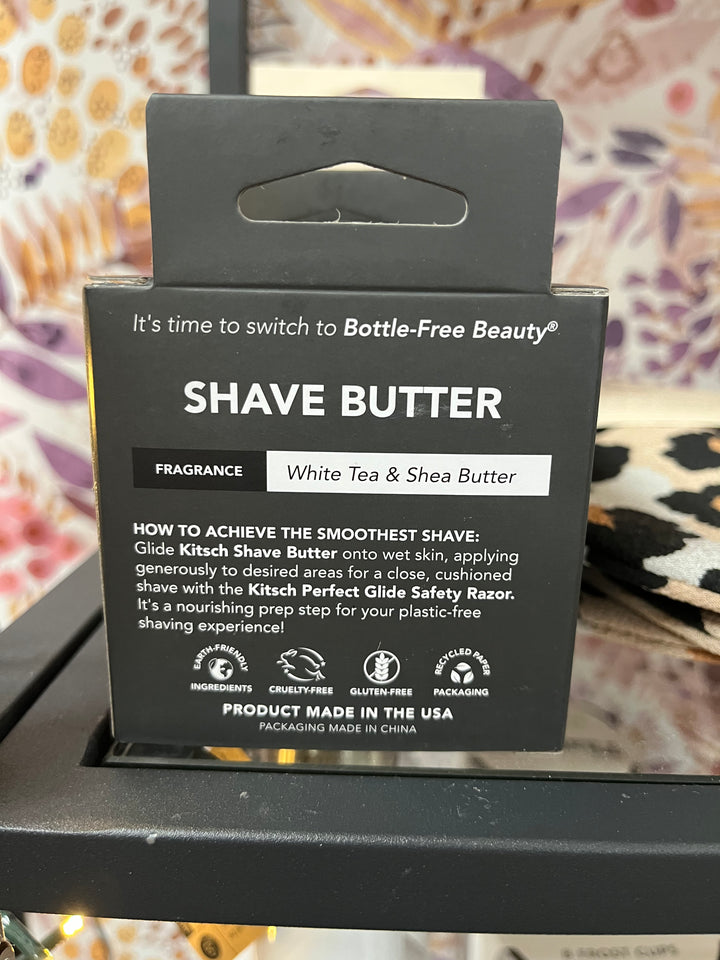 It's time to switch to Bottle-Free Beauty®
SHAVE BUTTER
FRAGRANCE White Tea & Shea Butter
HOW TO ACHIEVE THE SMOOTHEST SHAVE:
Glide Kitsch Shave Butter onto wet skin, applying
generously to desired areas for a close, cushioned
shave with the Kitsch Perfect Glide Safety Razor.
It's a nourishing prep step for your plastic-free
shaving experience!
EARTH-FRIENDLY INGREDIENTS
CRUELTY-FREE
GLUTEN-FREE
RECYCLED PAPER PACKAGING
PRODUCT MADE IN THE USA
PACKAGING MADE IN CHINA